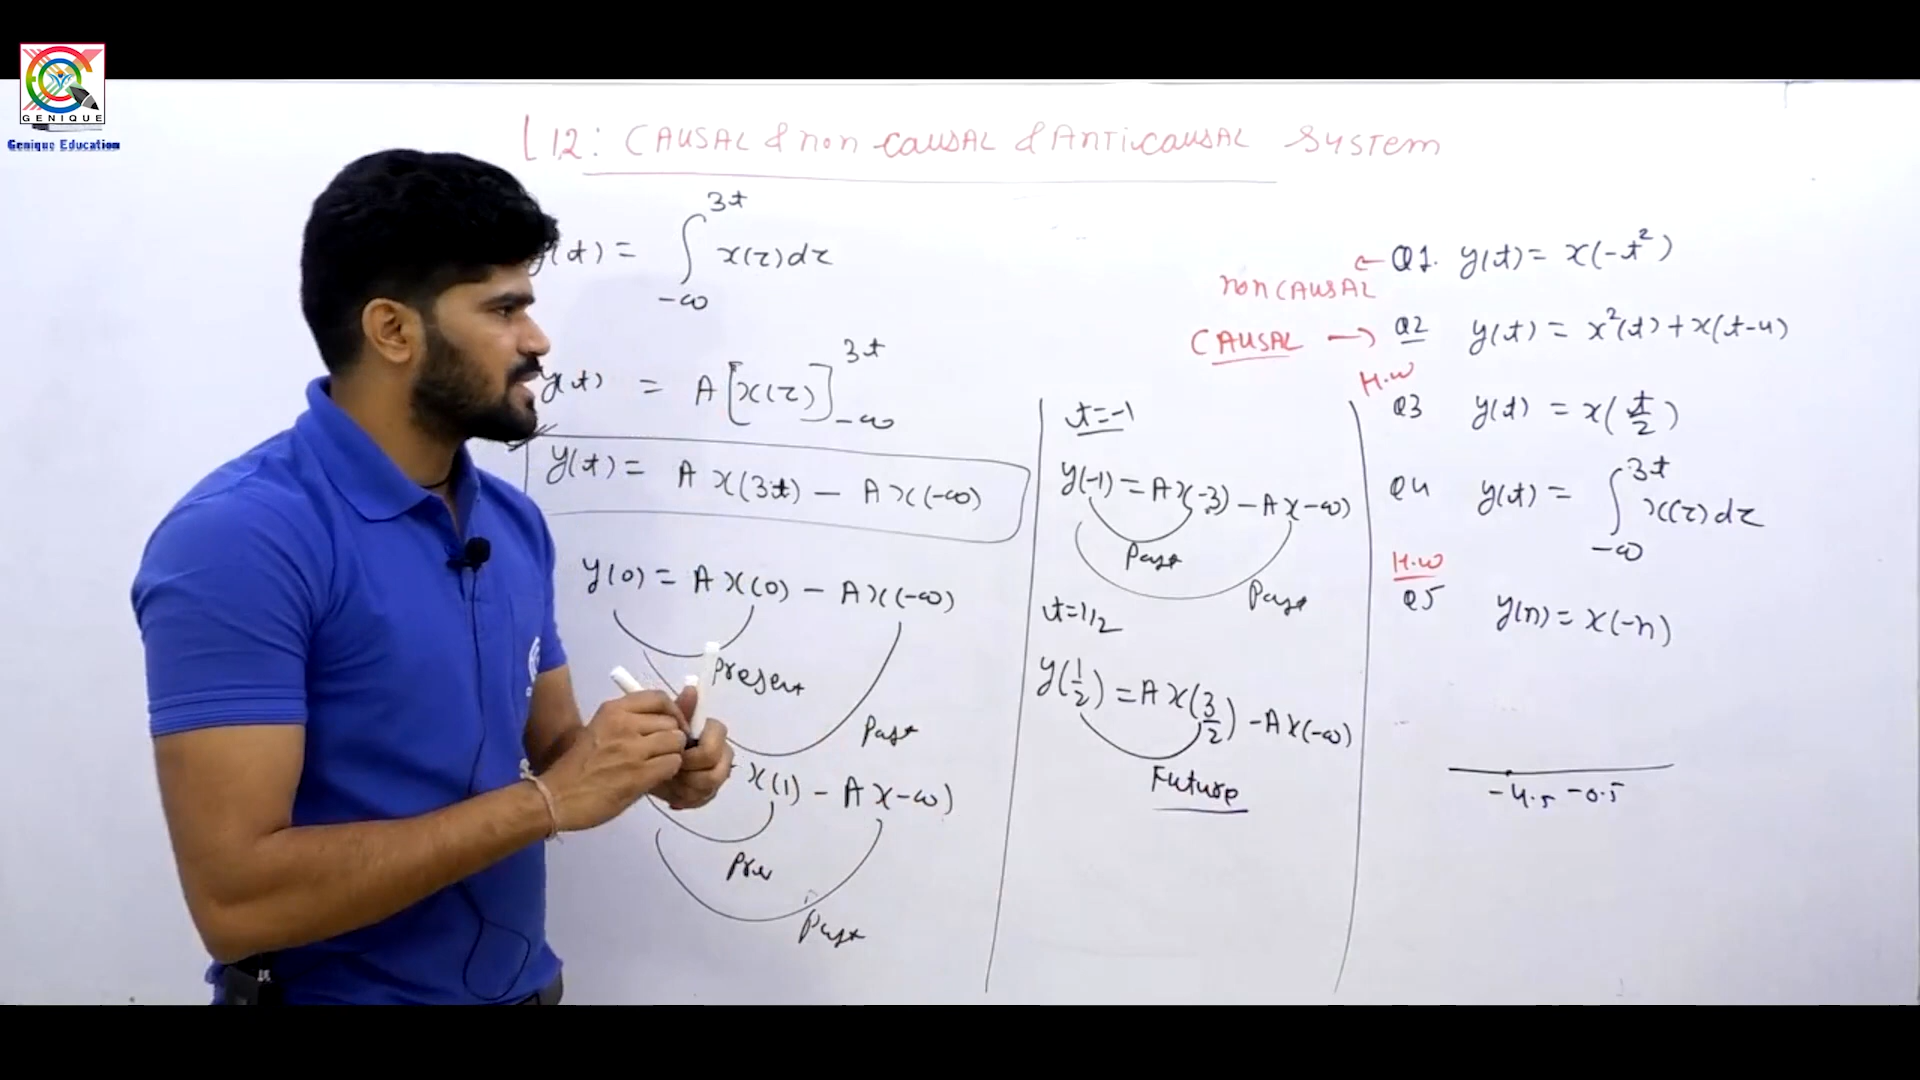 GENIQUE
Genique Education
L12: CAUSAL & non CAUSAL & ANTICAUSAL SYSTEM
y(t) = ∫_{-∞}^{3t} x(τ)dτ
y(t) = A[x(τ)]_{-∞}^{3t}
y(t) = A x(3t) - A x(-∞)
y(0) = A x(0) - A x(-∞)
Present
Past
x(1) - A x-∞)
Pre
Past
t=-1
y(-1) = A x(-3) - A x-∞)
Past
Past
t=1/2
y(1/2) = A x(3/2) - A x(-∞)
Future
← Q1. y(t) = x(-t²)
non CAUSAL
CAUSAL → Q2 y(t) = x²(t) + x(t-4)
H.W
Q3 y(t) = x(t/2)
Q4 y(t) = ∫_{-∞}^{3t} x(τ)dτ
H.W
Q5 y(n) = x(-n)
-4.5 -0.5